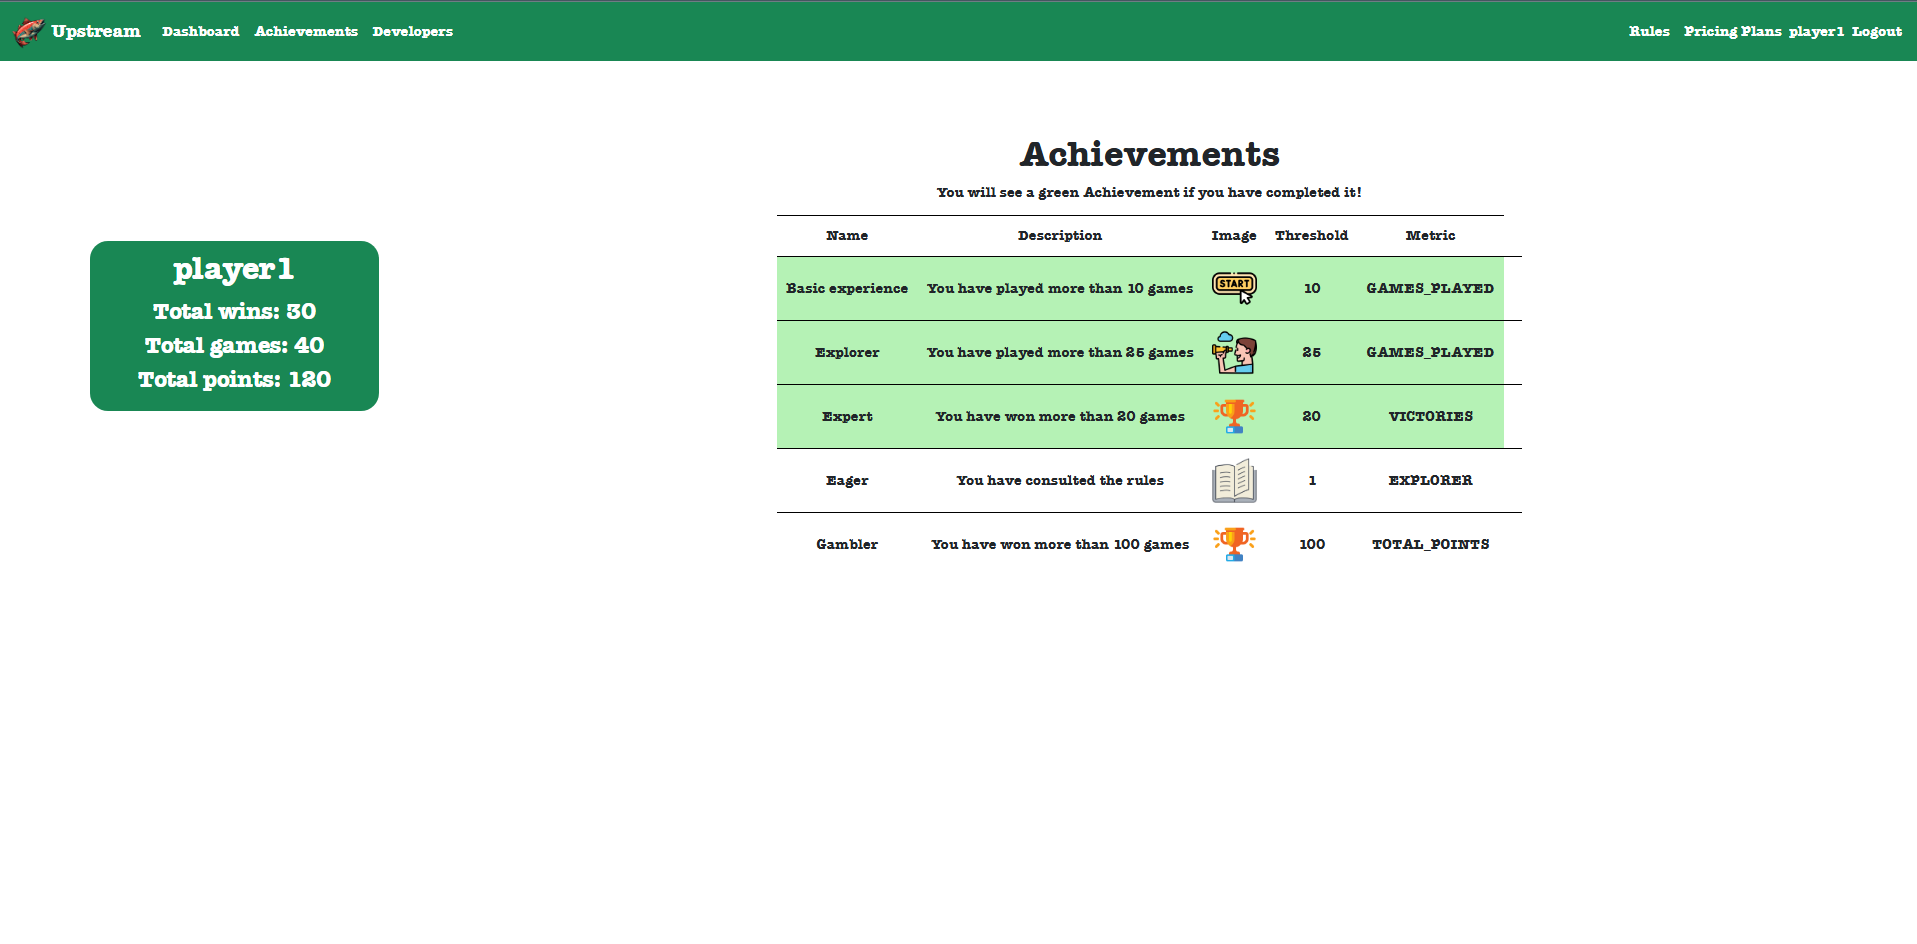 Upstream Dashboard Achievements Developers Rules Pricing Plans player1 Logout
player1
Total wins: 30
Total games: 40
Total points: 120
Achievements
You will see a green Achievement if you have completed it!
Name Description Image Threshold Metric
Basic experience You have played more than 10 games START 10 GAMES_PLAYED
Explorer You have played more than 25 games 25 GAMES_PLAYED
Expert You have won more than 20 games 20 VICTORIES
Eager You have consulted the rules 1 EXPLORER
Gambler You have won more than 100 games 100 TOTAL_POINTS